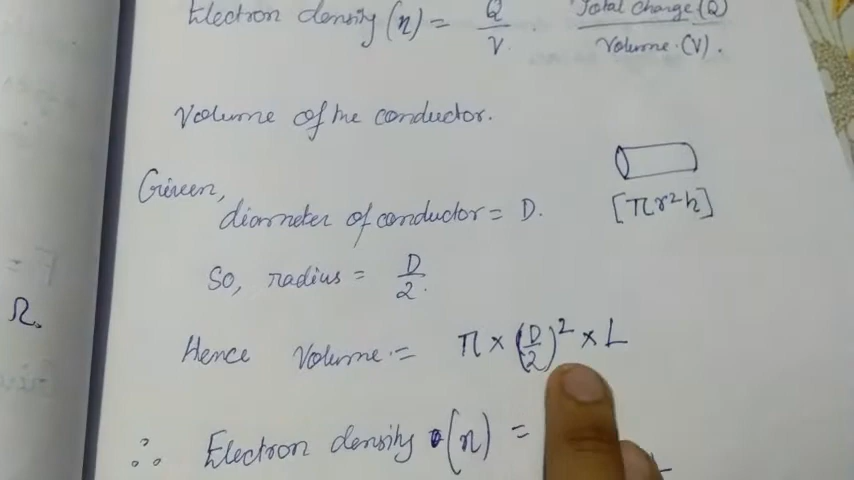 Electron density (n) = Q/V . Total charge (Q)/Volume. (V).
Volume of the conductor.
Given,
diameter of conductor = D.
[πr²h]
So, radius = D/2.
Ω.
Hence Volume = π × (D/2)² × L
∴ Electron density (n) =